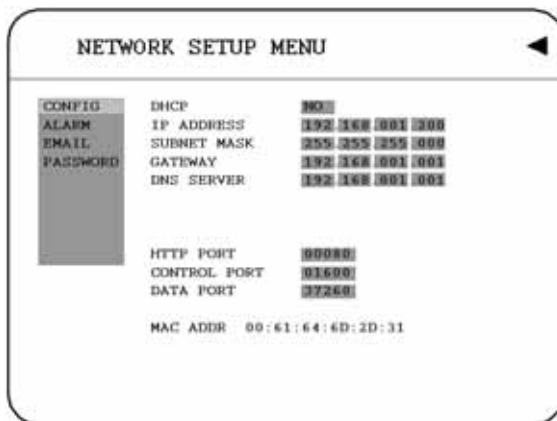 NETWORK SETUP MENU
CONFIG DHCP NO
ALARM IP ADDRESS 192.168.001.200
EMAIL SUBNET MASK 255.255.255.000
PASSWORD GATEWAY 192.168.001.001
DNS SERVER 192.168.001.001
HTTP PORT 00080
CONTROL PORT 01600
DATA PORT 37260
MAC ADDR 00:61:64:6D:2D:31